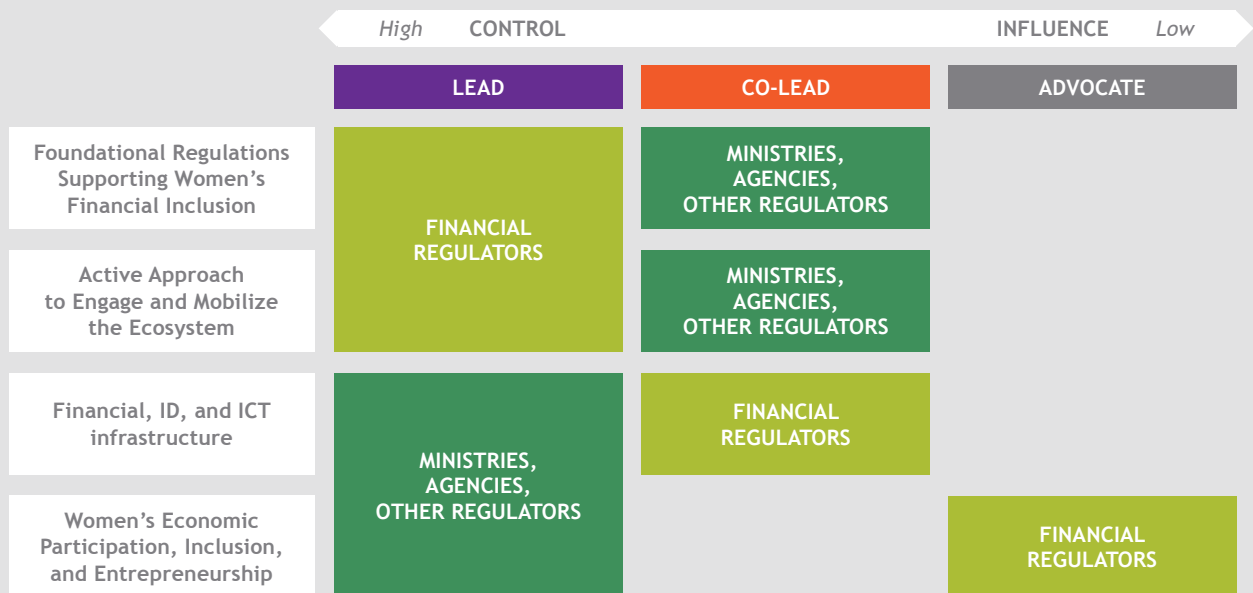 High CONTROL INFLUENCE Low
LEAD CO-LEAD ADVOCATE
Foundational Regulations
Supporting Women’s
Financial Inclusion
FINANCIAL
REGULATORS
MINISTRIES,
AGENCIES,
OTHER REGULATORS
Active Approach
to Engage and Mobilize
the Ecosystem
MINISTRIES,
AGENCIES,
OTHER REGULATORS
Financial, ID, and ICT
infrastructure
MINISTRIES,
AGENCIES,
OTHER REGULATORS
FINANCIAL
REGULATORS
Women’s Economic
Participation, Inclusion,
and Entrepreneurship
FINANCIAL
REGULATORS